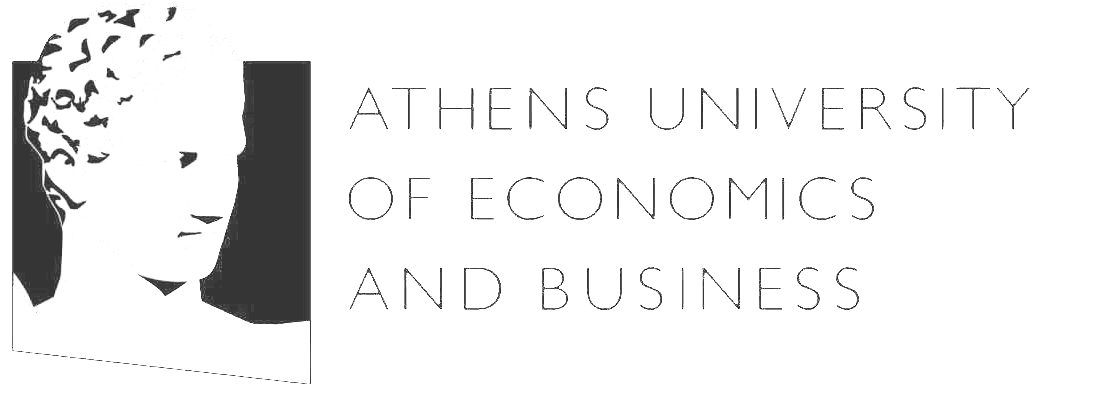 ATHENS UNIVERSITY
OF ECONOMICS
AND BUSINESS